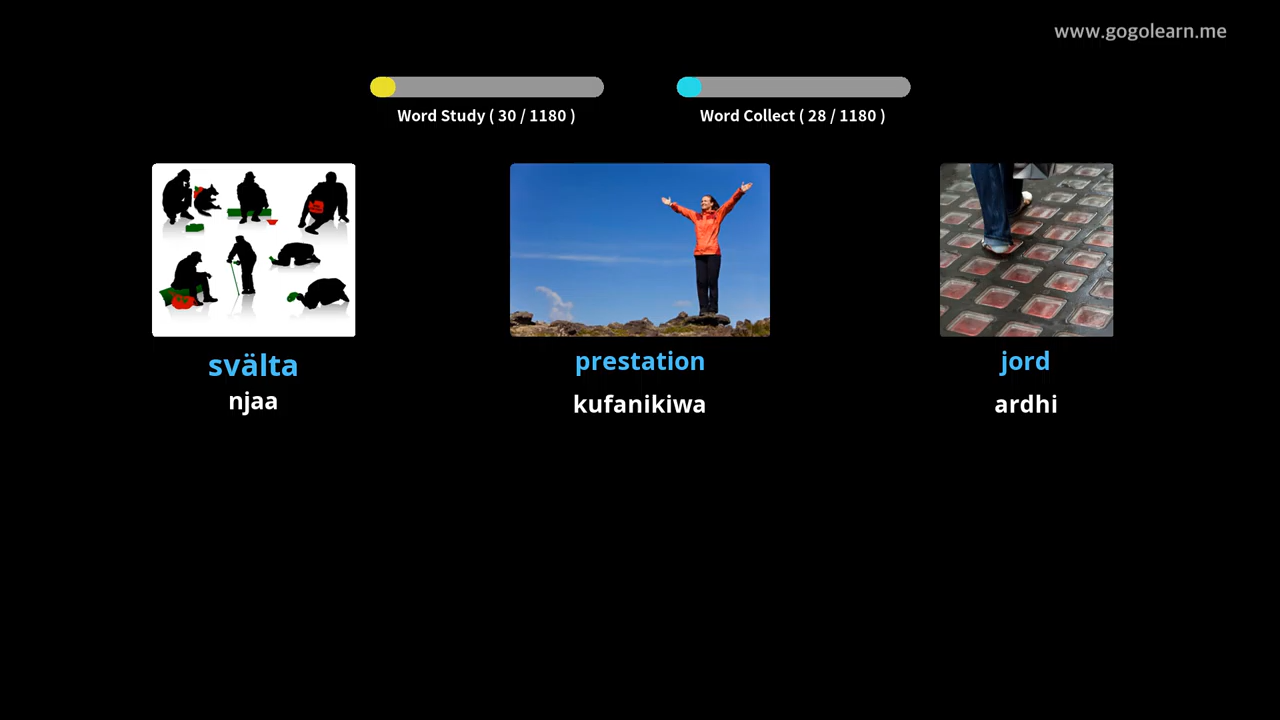 www.gogolearn.me
Word Study ( 30 / 1180 )
Word Collect ( 28 / 1180 )
svälta
prestation
jord
njaa
kufanikiwa
ardhi